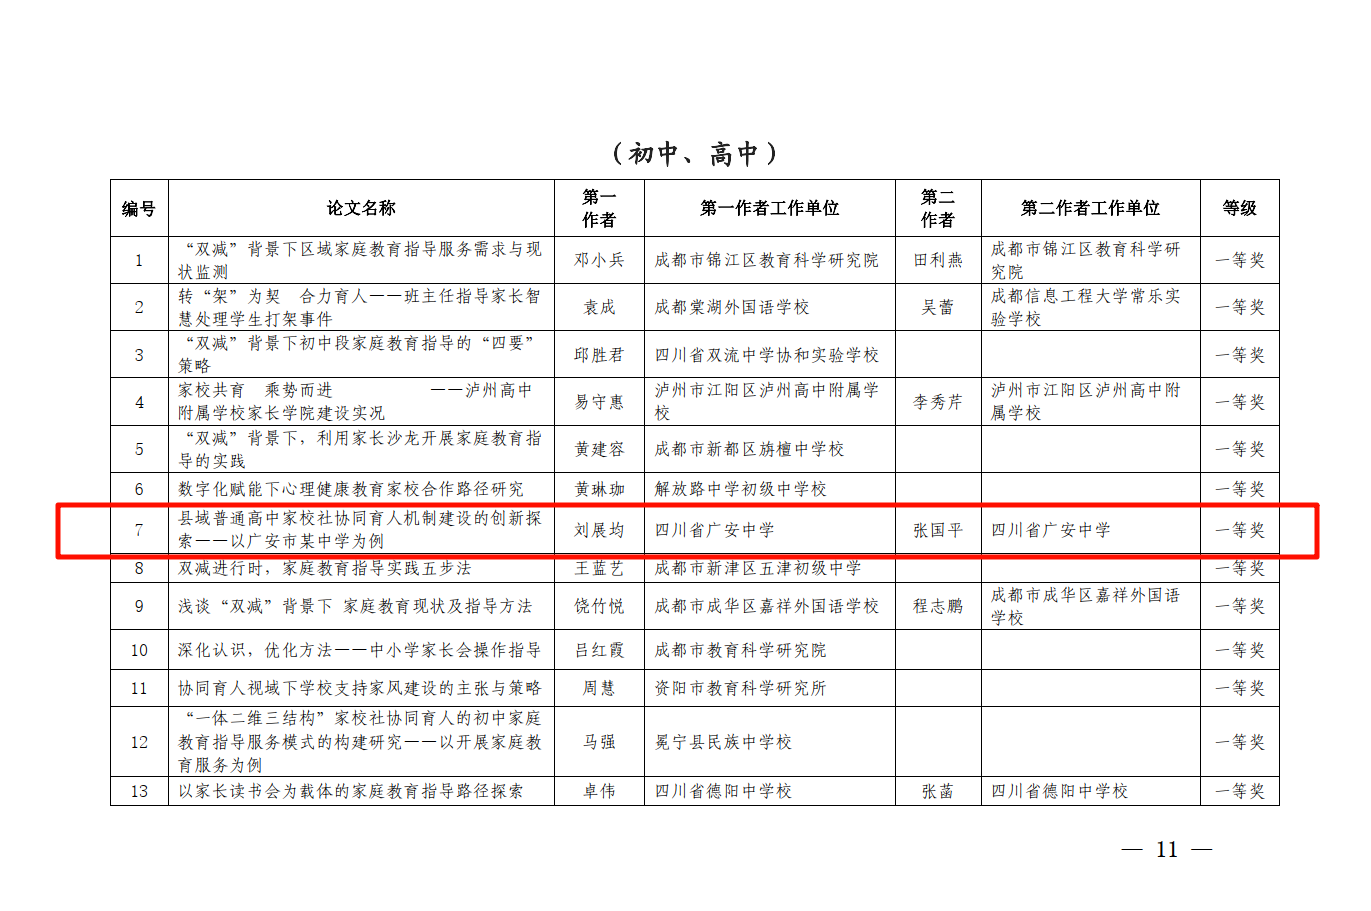 （初中、高中）
编号 论文名称 第一作者 第一作者工作单位 第二作者 第二作者工作单位 等级
1 “双减”背景下区域家庭教育指导服务需求与现状监测 邓小兵 成都市锦江区教育科学研究院 田利燕 成都市锦江区教育科学研究院 一等奖
2 转“架”为契 合力育人——班主任指导家长智慧处理学生打架事件 袁成 成都棠湖外国语学校 吴蕾 成都信息工程大学常乐实验学校 一等奖
3 “双减”背景下初中段家庭教育指导的“四要”策略 邱胜君 四川省双流中学协和实验学校 一等奖
4 家校共育 乘势而进 ——泸州高中附属学校家长学院建设实况 易守惠 泸州市江阳区泸州高中附属学校 李秀芹 泸州市江阳区泸州高中附属学校 一等奖
5 “双减”背景下，利用家长沙龙开展家庭教育指导的实践 黄建容 成都市新都区旃檀中学校 一等奖
6 数字化赋能下心理健康教育家校合作路径研究 黄琳珈 解放路中学初级中学校 一等奖
7 县域普通高中家校社协同育人机制建设的创新探索——以广安市某中学为例 刘展均 四川省广安中学 张国平 四川省广安中学 一等奖
8 双减进行时，家庭教育指导实践五步法 王蓝艺 成都市新津区五津初级中学 一等奖
9 浅谈“双减”背景下 家庭教育现状及指导方法 饶竹悦 成都市成华区嘉祥外国语学校 程志鹏 成都市成华区嘉祥外国语学校 一等奖
10 深化认识，优化方法——中小学家长会操作指导 吕红霞 成都市教育科学研究院 一等奖
11 协同育人视域下学校支持家风建设的主张与策略 周慧 资阳市教育科学研究所 一等奖
12 “一体二维三结构”家校社协同育人的初中家庭教育指导服务模式的构建研究——以开展家庭教育服务为例 马强 冕宁县民族中学校 一等奖
13 以家长读书会为载体的家庭教育指导路径探索 卓伟 四川省德阳中学校 张菡 四川省德阳中学校 一等奖
— 11 —